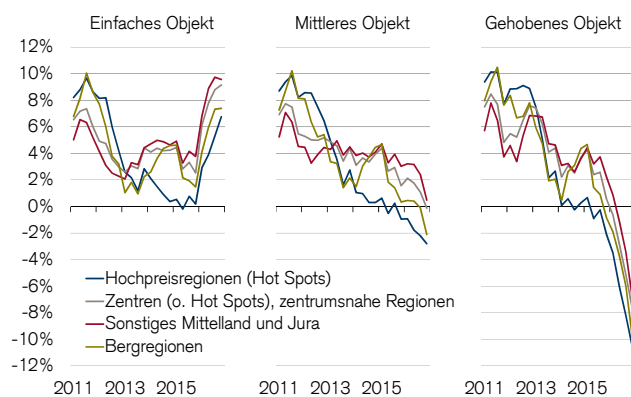 Einfaches Objekt Mittleres Objekt Gehobenes Objekt
12%
10%
8%
6%
4%
2%
0%
-2%
-4%
-6%
-8%
-10%
-12%
Hochpreisregionen (Hot Spots)
Zentren (o. Hot Spots), zentrumsnahe Regionen
Sonstiges Mittelland und Jura
Bergregionen
2011 2013 2015 2011 2013 2015 2011 2013 2015